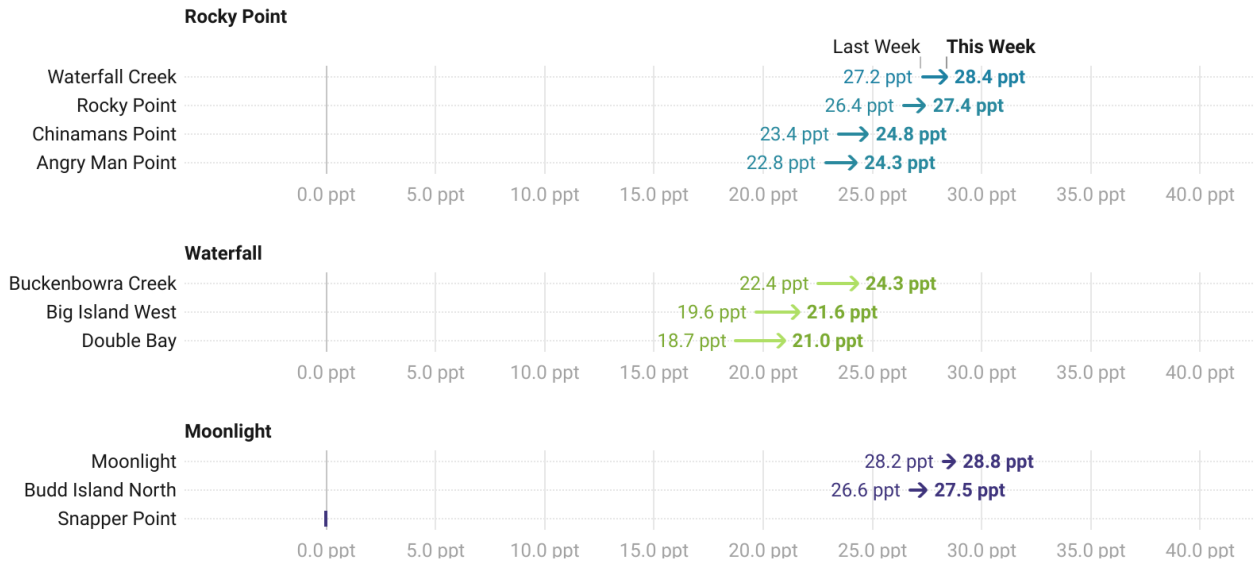 Rocky Point
Last Week This Week
Waterfall Creek 27.2 ppt 28.4 ppt
Rocky Point 26.4 ppt 27.4 ppt
Chinamans Point 23.4 ppt 24.8 ppt
Angry Man Point 22.8 ppt 24.3 ppt
0.0 ppt 5.0 ppt 10.0 ppt 15.0 ppt 20.0 ppt 25.0 ppt 30.0 ppt 35.0 ppt 40.0 ppt
Waterfall
Buckenbowra Creek 22.4 ppt 24.3 ppt
Big Island West 19.6 ppt 21.6 ppt
Double Bay 18.7 ppt 21.0 ppt
0.0 ppt 5.0 ppt 10.0 ppt 15.0 ppt 20.0 ppt 25.0 ppt 30.0 ppt 35.0 ppt 40.0 ppt
Moonlight
Moonlight 28.2 ppt 28.8 ppt
Budd Island North 26.6 ppt 27.5 ppt
Snapper Point
0.0 ppt 5.0 ppt 10.0 ppt 15.0 ppt 20.0 ppt 25.0 ppt 30.0 ppt 35.0 ppt 40.0 ppt